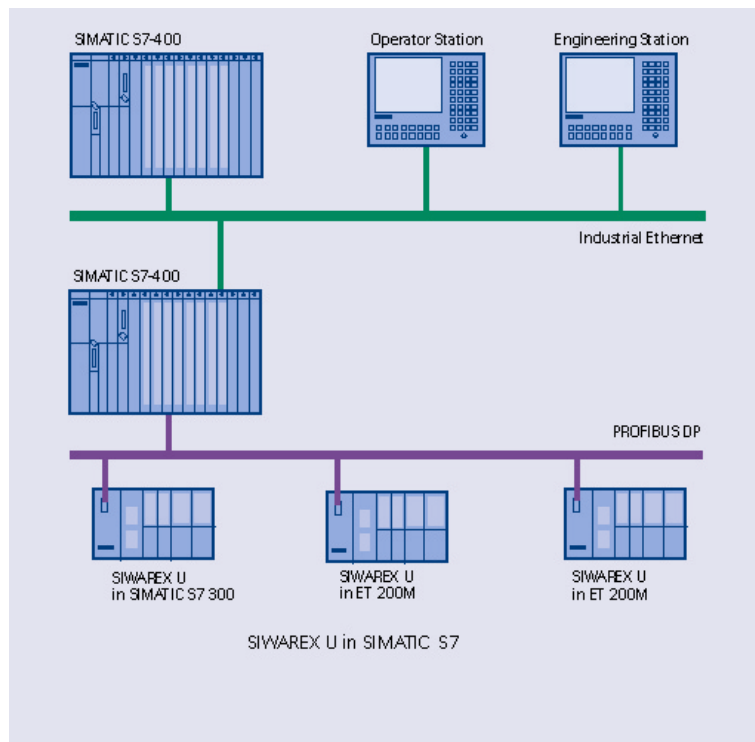 SIMATIC S7-400
Operator Station
Engineering Station
Industrial Ethernet
SIMATIC S7-400
PROFIBUS DP
SIWAREX U
in SIMATIC S7 300
SIWAREX U
in ET 200M
SIWAREX U
in ET 200M
SIWAREX U in SIMATIC S7